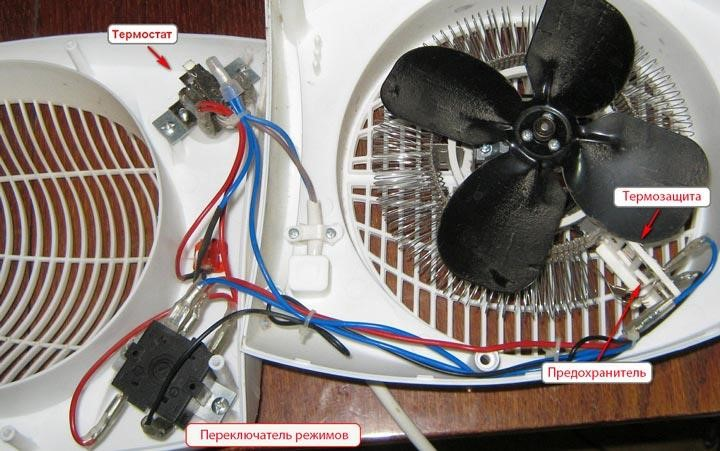 Термостат
Термозащита
Предохранитель
Переключатель режимов